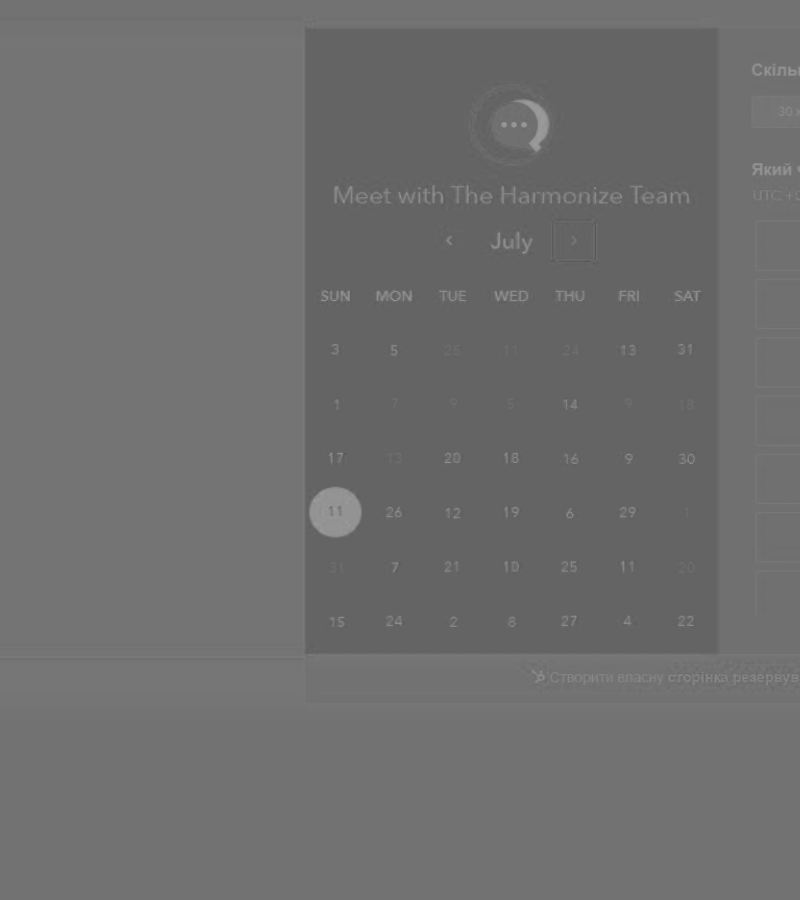 Meet with The Harmonize Team
July
SUN MON TUE WED THU FRI SAT
3 5 25 11 24 13 31
1 7 9 5 14 9 18
17 13 20 18 16 9 30
11 26 12 19 6 29 1
31 7 21 10 25 11 20
15 24 2 8 27 4 22
Скіль
30 х
Який ч
UTC +0
Створити власну сторінка резервув